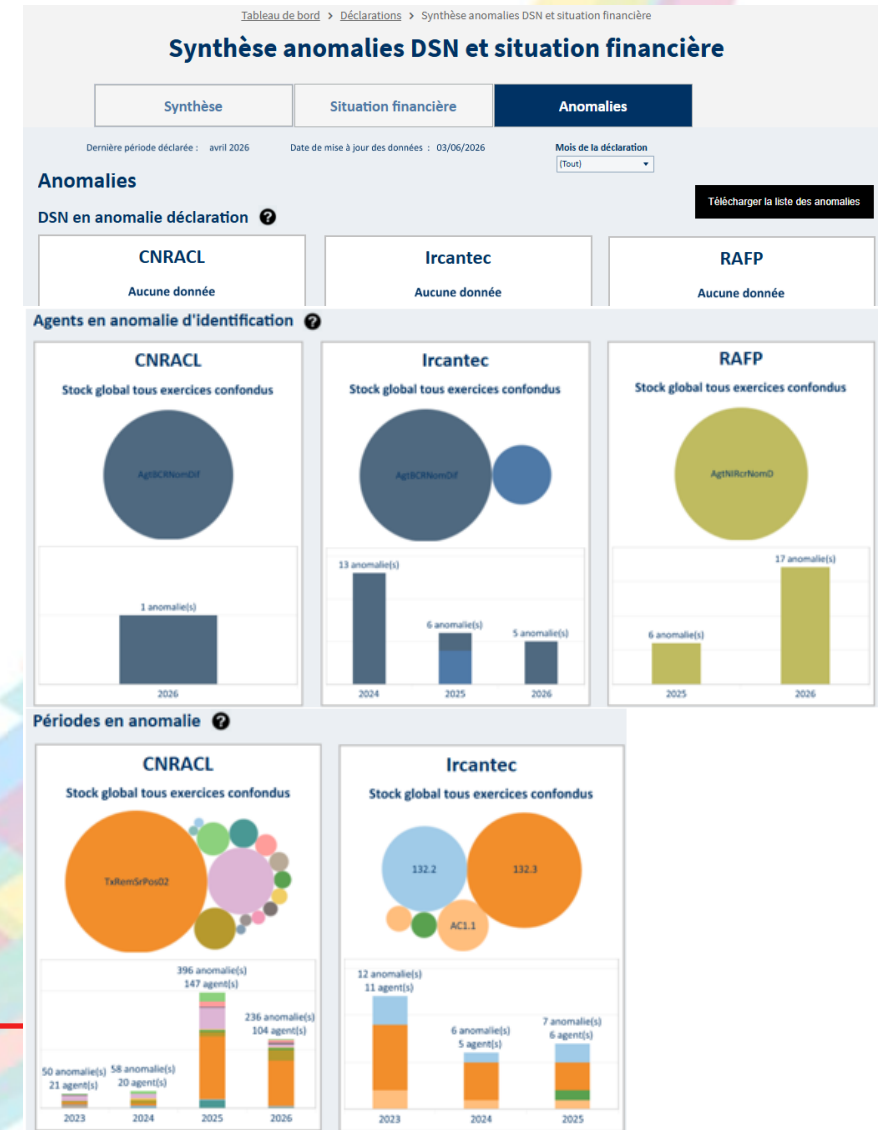 Tableau de bord > Déclarations > Synthèse anomalies DSN et situation financière
Synthèse anomalies DSN et situation financière
Synthèse Situation financière Anomalies
Dernière période déclarée : avril 2026 Date de mise à jour des données : 03/06/2026 Mois de la déclaration
(Tout)
Anomalies
Télécharger la liste des anomalies
DSN en anomalie déclaration ?
CNRACL Ircantec RAFP
Aucune donnée Aucune donnée Aucune donnée
Agents en anomalie d'identification ?
CNRACL Ircantec RAFP
Stock global tous exercices confondus Stock global tous exercices confondus Stock global tous exercices confondus
AgtBCRNomDif AgtBCRNomDif AgtNIRcrNomD
13 anomalie(s) 17 anomalie(s)
1 anomalie(s) 6 anomalie(s) 5 anomalie(s) 6 anomalie(s)
2026 2024 2025 2026 2025 2026
Périodes en anomalie ?
CNRACL Ircantec
Stock global tous exercices confondus Stock global tous exercices confondus
TxRemSrPos02 132.2 132.3
AC1.1
396 anomalie(s) 12 anomalie(s)
147 agent(s) 11 agent(s)
236 anomalie(s) 6 anomalie(s) 7 anomalie(s)
104 agent(s) 5 agent(s) 6 agent(s)
50 anomalie(s) 58 anomalie(s)
21 agent(s) 20 agent(s)
2023 2024 2025 2026 2023 2024 2025